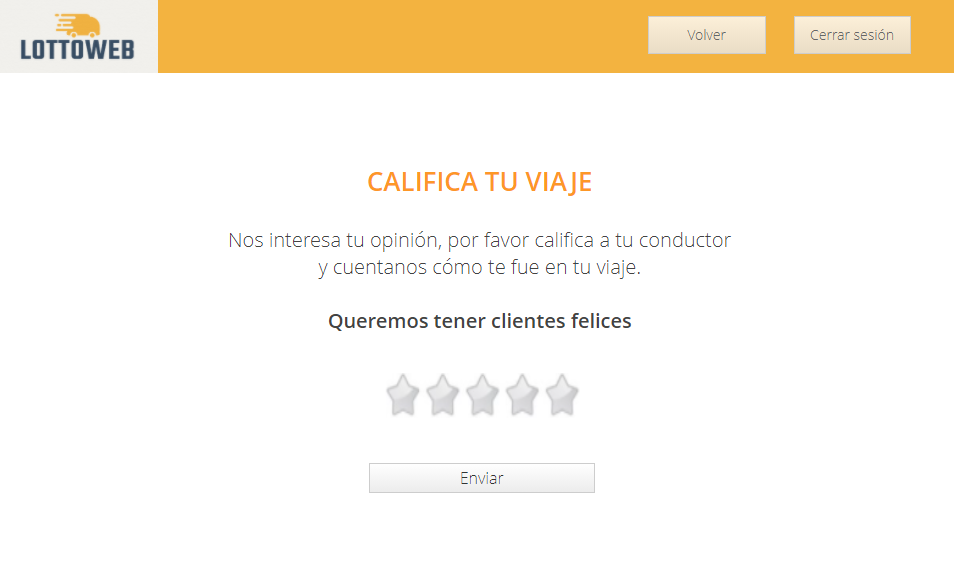 LOTTOWEB
Volver
Cerrar sesión
CALIFICA TU VIAJE
Nos interesa tu opinión, por favor califica a tu conductor
y cuentanos cómo te fue en tu viaje.
Queremos tener clientes felices
Enviar